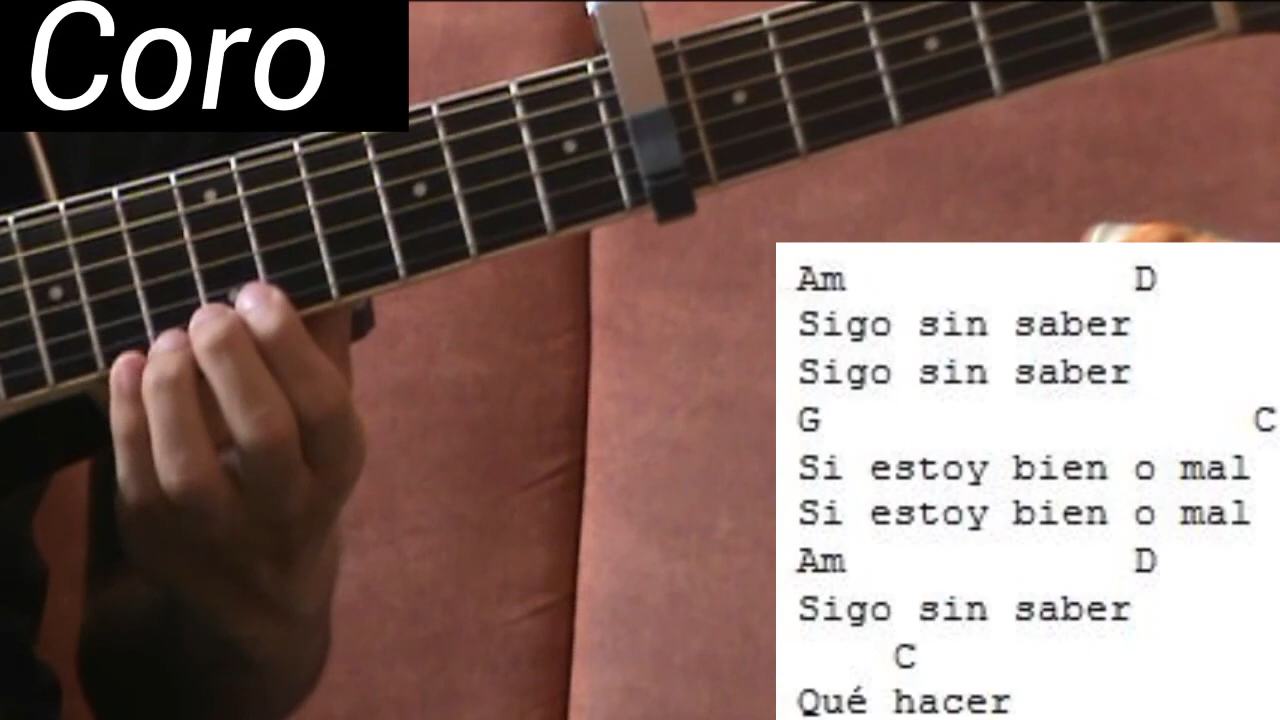 Coro
Am D
Sigo sin saber
Sigo sin saber
G C
Si estoy bien o mal
Si estoy bien o mal
Am D
Sigo sin saber
C
Qué hacer